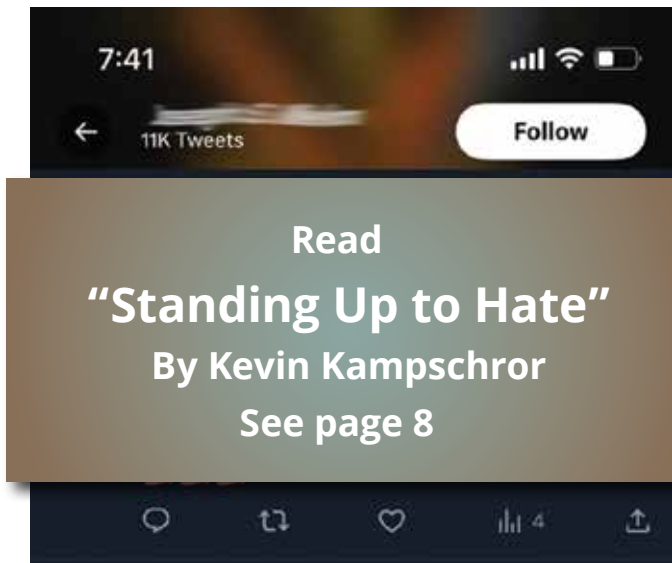 7:41
11K Tweets
Follow
Read
“Standing Up to Hate”
By Kevin Kampschror
See page 8
4